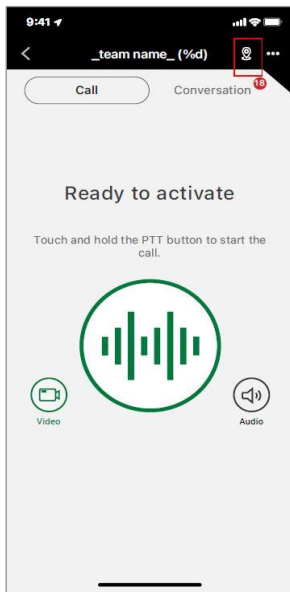 9:41
_team name_ (%d)
Call
Conversation
18
Ready to activate
Touch and hold the PTT button to start the
call.
Video
Audio